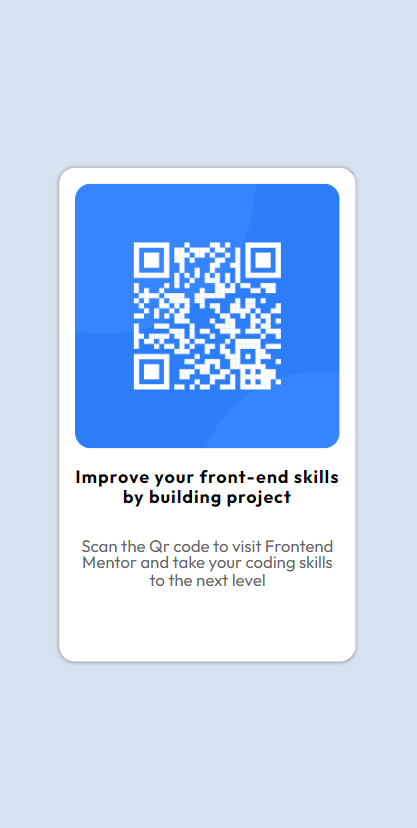 Improve your front-end skills
by building project
Scan the Qr code to visit Frontend
Mentor and take your coding skills
to the next level